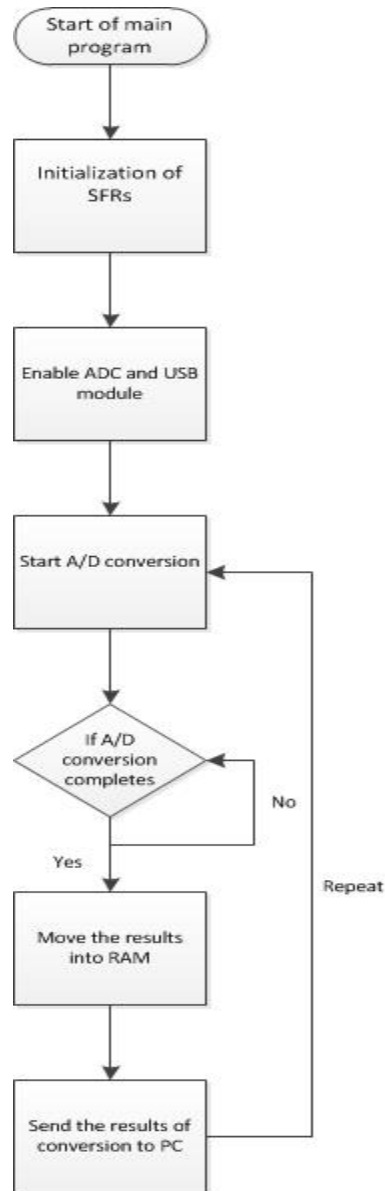 Start of main
program
Initialization of
SFRs
Enable ADC and USB
module
Start A/D conversion
If A/D
conversion
completes
No
Yes
Repeat
Move the results
into RAM
Send the results of
conversion to PC